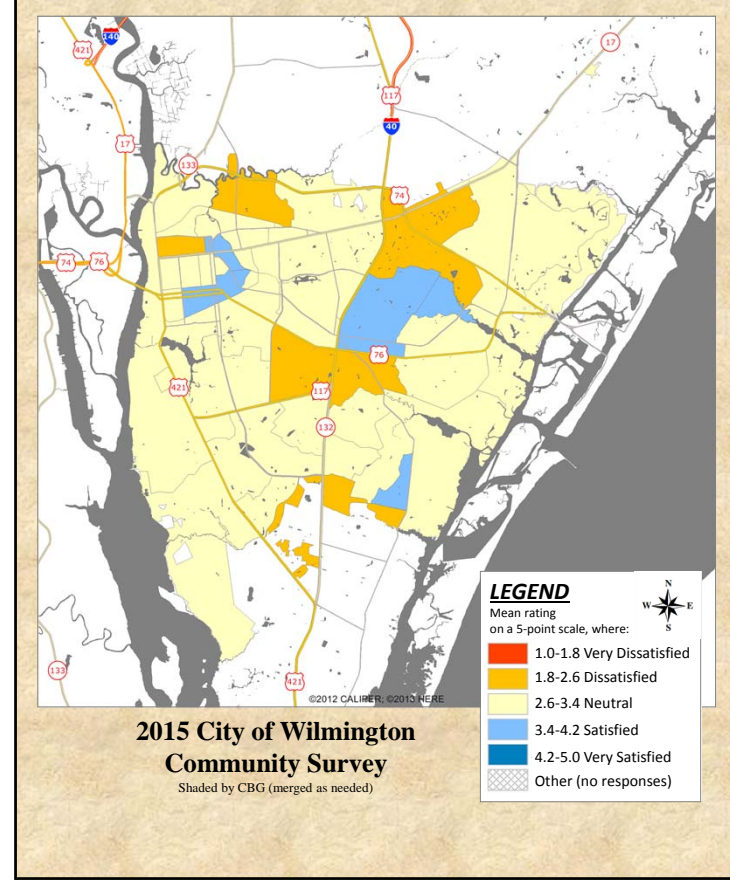 140
421
17
117
40
17
133
74
74
76
76
421
117
132
133
421
©2012 CALIPER; ©2013 HERE
LEGEND
Mean rating
on a 5-point scale, where:
N
W E
S
1.0-1.8 Very Dissatisfied
1.8-2.6 Dissatisfied
2.6-3.4 Neutral
3.4-4.2 Satisfied
4.2-5.0 Very Satisfied
Other (no responses)
2015 City of Wilmington
Community Survey
Shaded by CBG (merged as needed)